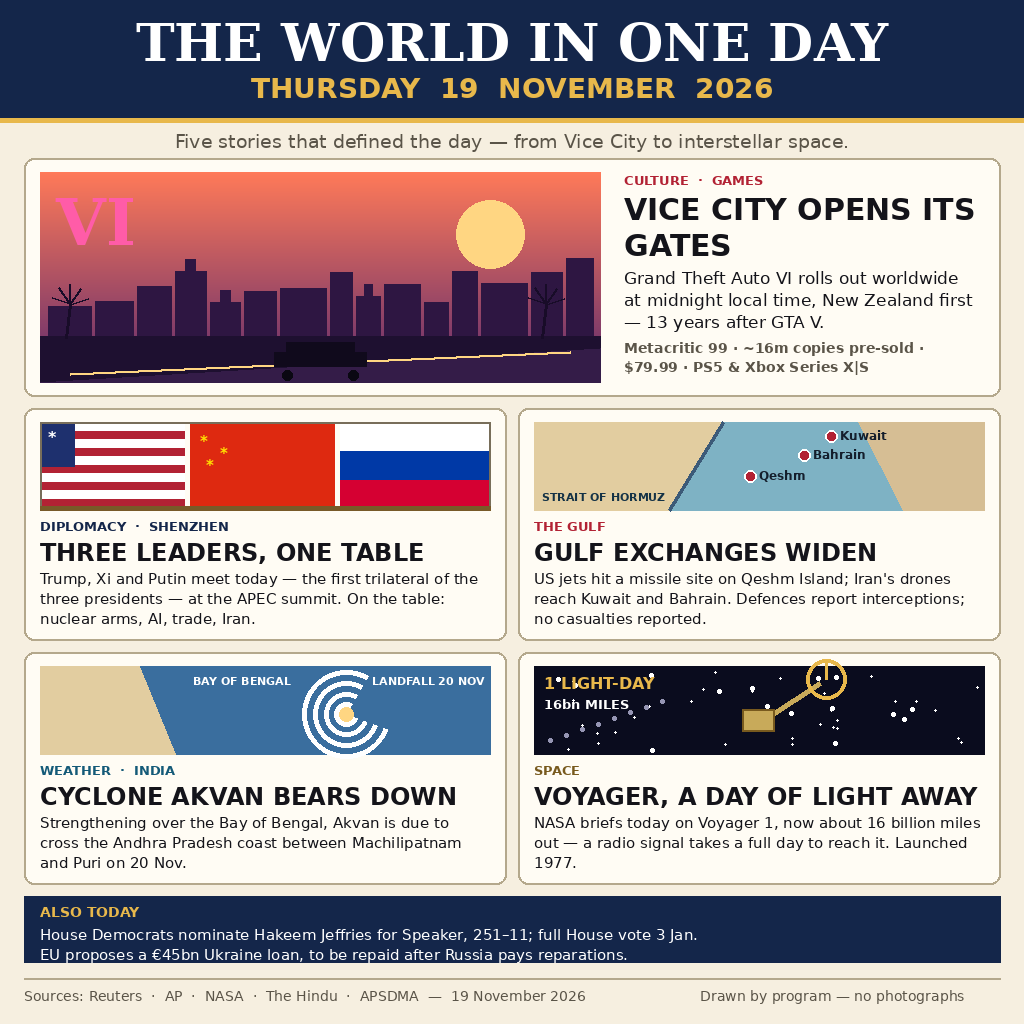 THE WORLD IN ONE DAY
THURSDAY 19 NOVEMBER 2026
Five stories that defined the day — from Vice City to interstellar space.
VI
CULTURE · GAMES
VICE CITY OPENS ITS
GATES
Grand Theft Auto VI rolls out worldwide
at midnight local time, New Zealand first
— 13 years after GTA V.
Metacritic 99 · ~16m copies pre-sold ·
$79.99 · PS5 & Xbox Series X|S
DIPLOMACY · SHENZHEN
THREE LEADERS, ONE TABLE
Trump, Xi and Putin meet today — the first trilateral of the
three presidents — at the APEC summit. On the table:
nuclear arms, AI, trade, Iran.
Kuwait
Bahrain
Qeshm
STRAIT OF HORMUZ
THE GULF
GULF EXCHANGES WIDEN
US jets hit a missile site on Qeshm Island; Iran's drones
reach Kuwait and Bahrain. Defences report interceptions;
no casualties reported.
BAY OF BENGAL
LANDFALL 20 NOV
WEATHER · INDIA
CYCLONE AKVAN BEARS DOWN
Strengthening over the Bay of Bengal, Akvan is due to
cross the Andhra Pradesh coast between Machilipatnam
and Puri on 20 Nov.
1 LIGHT-DAY
16bn MILES
SPACE
VOYAGER, A DAY OF LIGHT AWAY
NASA briefs today on Voyager 1, now about 16 billion miles
out — a radio signal takes a full day to reach it. Launched
1977.
ALSO TODAY
House Democrats nominate Hakeem Jeffries for Speaker, 251–11; full House vote 3 Jan.
EU proposes a €45bn Ukraine loan, to be repaid after Russia pays reparations.
Sources: Reuters · AP · NASA · The Hindu · APSDMA — 19 November 2026
Drawn by program — no photographs